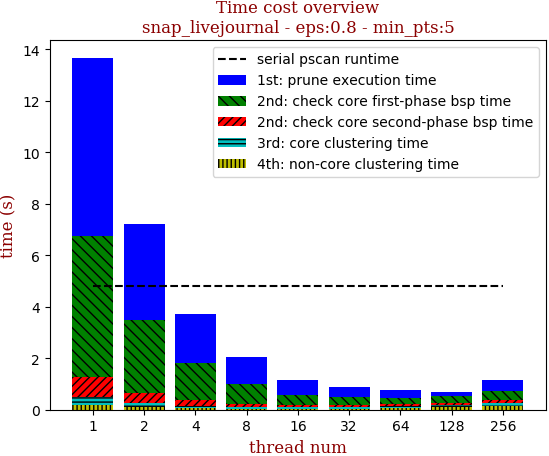 Time cost overview
snap_livejournal - eps:0.8 - min_pts:5
time (s)
14
12
10
8
6
4
2
0
serial pscan runtime
1st: prune execution time
2nd: check core first-phase bsp time
2nd: check core second-phase bsp time
3rd: core clustering time
4th: non-core clustering time
1 2 4 8 16 32 64 128 256
thread num